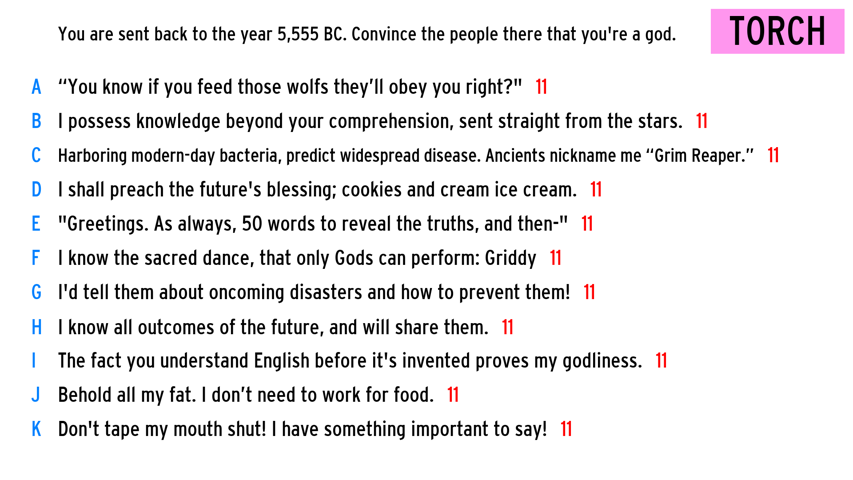 You are sent back to the year 5,555 BC. Convince the people there that you're a god.
TORCH
A “You know if you feed those wolfs they’ll obey you right?" 11
B I possess knowledge beyond your comprehension, sent straight from the stars. 11
C Harboring modern-day bacteria, predict widespread disease. Ancients nickname me “Grim Reaper.” 11
D I shall preach the future's blessing; cookies and cream ice cream. 11
E "Greetings. As always, 50 words to reveal the truths, and then-" 11
F I know the sacred dance, that only Gods can perform: Griddy 11
G I'd tell them about oncoming disasters and how to prevent them! 11
H I know all outcomes of the future, and will share them. 11
I The fact you understand English before it's invented proves my godliness. 11
J Behold all my fat. I don’t need to work for food. 11
K Don't tape my mouth shut! I have something important to say! 11